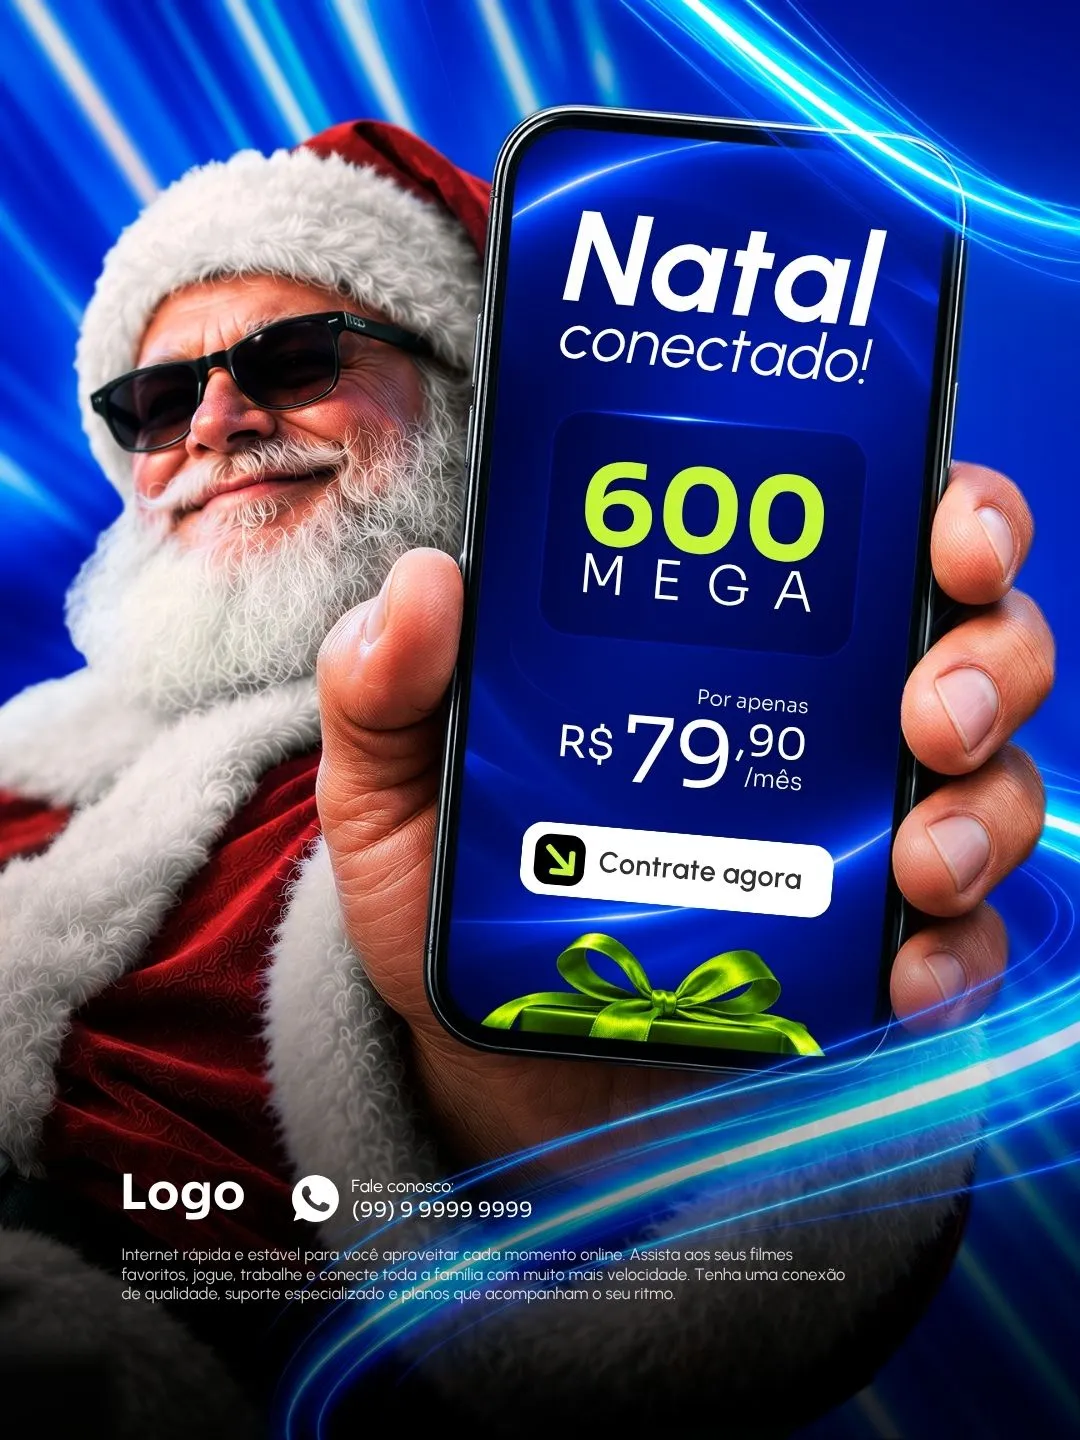 Natal
conectado!
600
MEGA
Por apenas
R$ 79,90
/mês
Contrate agora
Logo
Fale conosco:
(99) 9 9999 9999
Internet rápida e estável para você aproveitar cada momento online. Assista aos seus filmes
favoritos, jogue, trabalhe e conecte toda a família com muito mais velocidade. Tenha uma conexão
de qualidade, suporte especializado e planos que acompanham o seu ritmo.